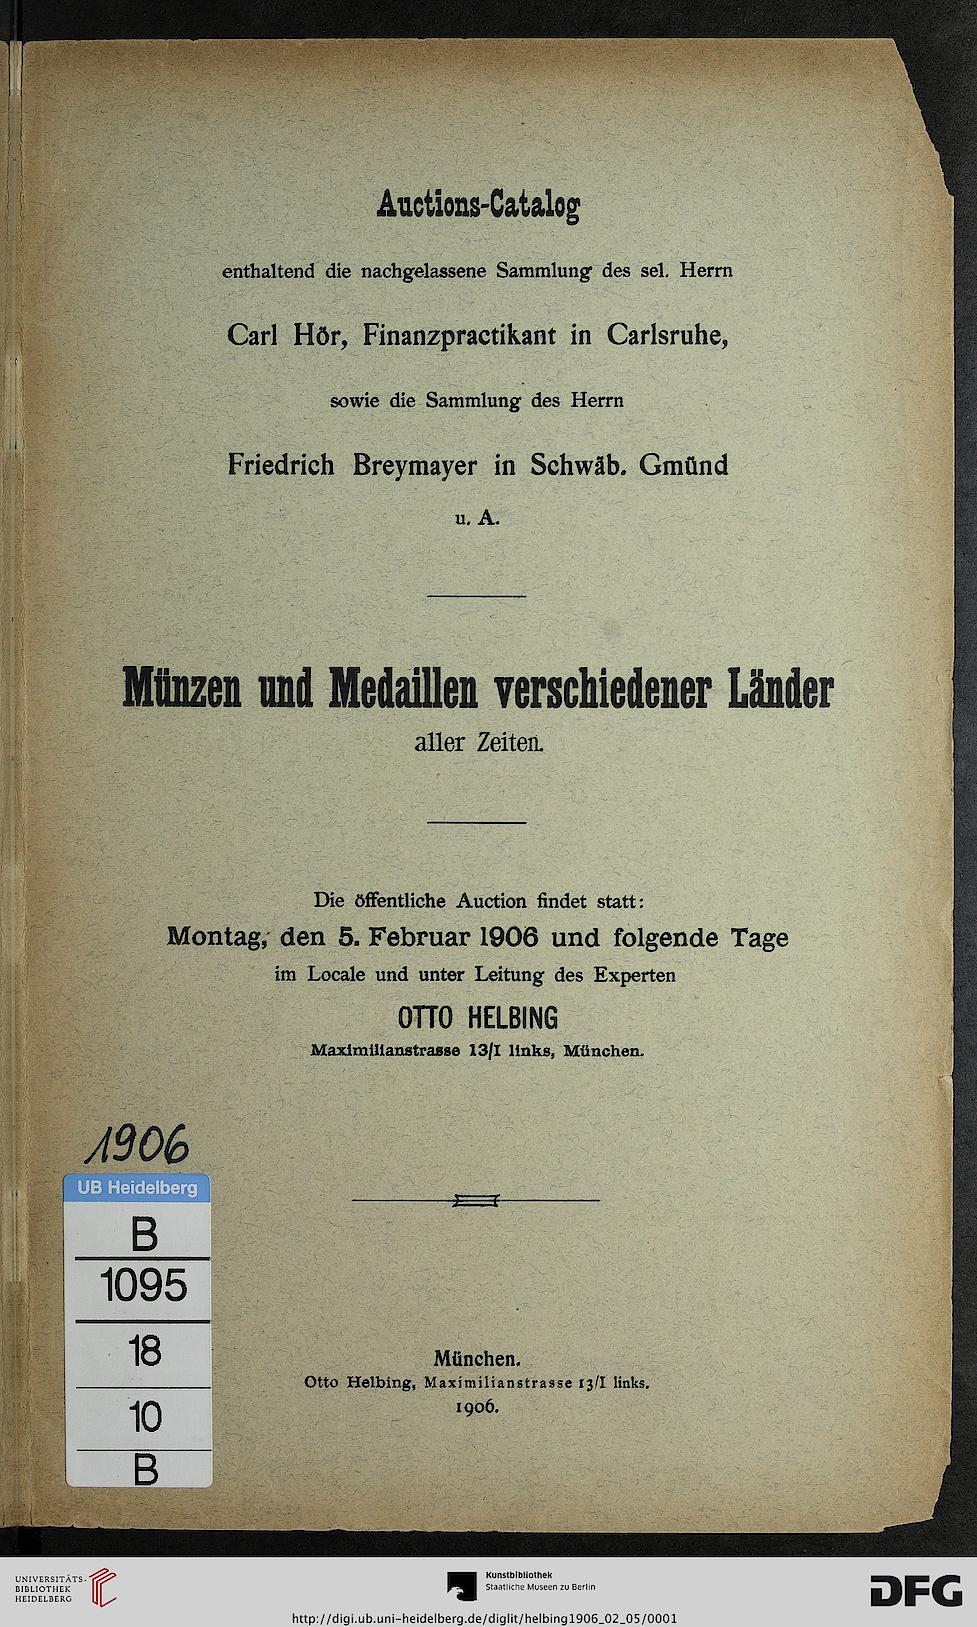 Auctions-Catalog
enthaltend die nachgelassene Sammlung des sel. Herrn
Carl Hör, Finanzpractikant in Carlsruhe,
sowie die Sammlung des Herrn
Friedrich Breymayer in Schwäb. Gmünd
u. A.
Münzen und Medaillen verschiedener Länder
aller Zeiten.
Die öffentliche Auction findet statt:
Montag, den 5. Februar 1906 und folgende Tage
im Locale und unter Leitung des Experten
OTTO HELBING
Maximilianstrasse 13/I links, München.
1906
UB Heidelberg
B
1095
18
10
B
München.
Otto Helbing, Maximilianstrasse 13/I links.
1906.
UNIVERSITÄTS-
BIBLIOTHEK
HEIDELBERG
Kunstbibliothek
Staatliche Museen zu Berlin
DFG
http://digi.ub.uni-heidelberg.de/diglit/helbing1906_02_05/0001